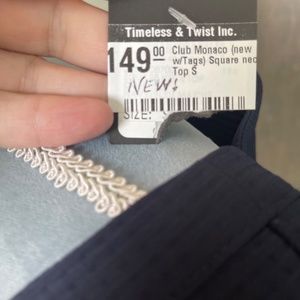 Timeless & Twist Inc.
149.00 Club Monaco (new
w/Tags) Square nec
Top S
NEW!
SIZE: